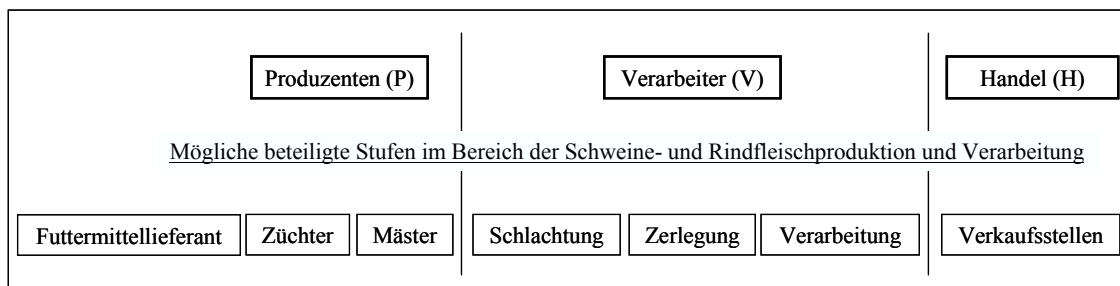 Produzenten (P) Verarbeiter (V) Handel (H)
Mögliche beteiligte Stufen im Bereich der Schweine- und Rindfleischproduktion und Verarbeitung
Futtermittellieferant Züchter Mäster Schlachtung Zerlegung Verarbeitung Verkaufsstellen